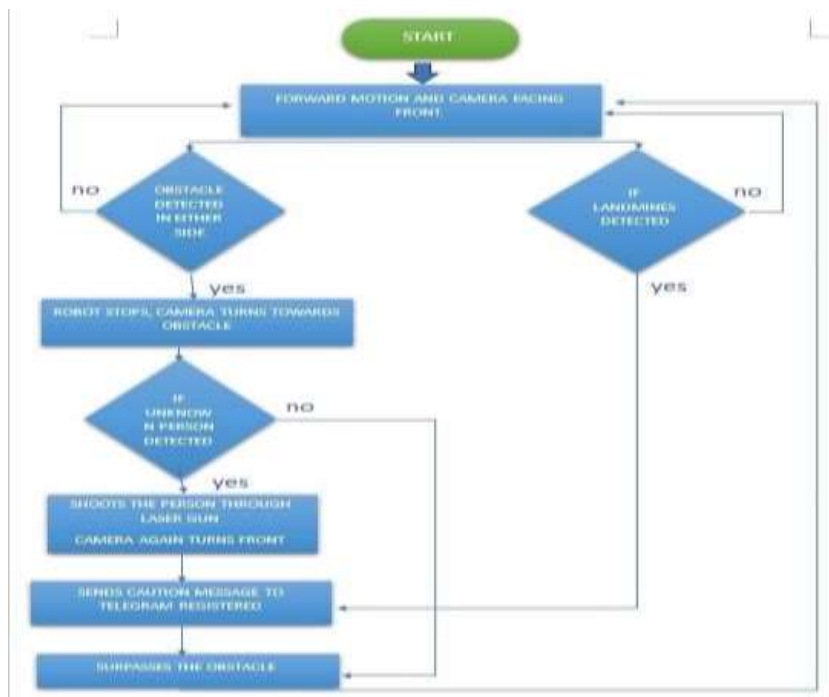 START
FORWARD MOTION AND CAMERA FACING
FRONT
no
OBSTACLE
DETECTED
IN EITHER
SIDE
IF
LANDMINES
DETECTED
no
yes
yes
ROBOT STOPS, CAMERA TURNS TOWARDS
OBSTACLE
IF
UNKNOW
N PERSON
DETECTED
no
yes
SHOOTS THE PERSON THROUGH
LASER GUN
CAMERA AGAIN TURNS FRONT
SENDS CAUTION MESSAGE TO
TELEGRAM REGISTERED
SURPASSES THE OBSTACLE